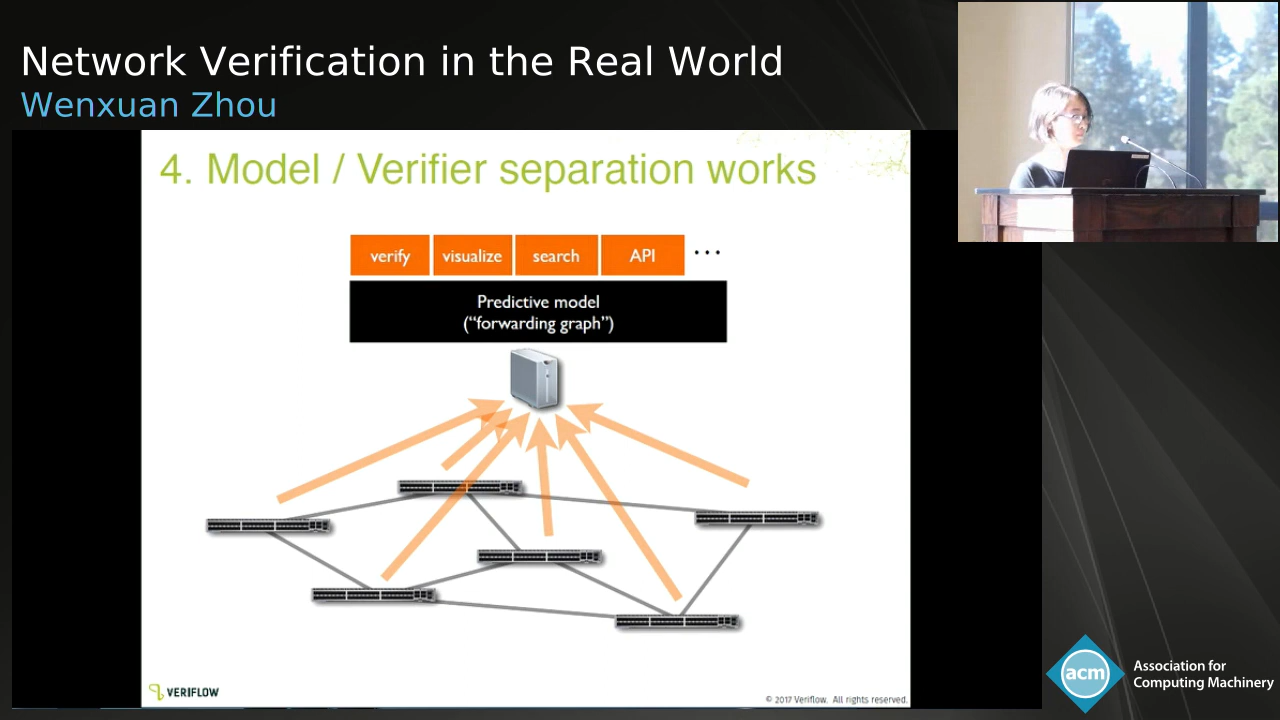 Network Verification in the Real World
Wenxuan Zhou
4. Model / Verifier separation works
verify visualize search API ...
Predictive model
(“forwarding graph”)
VERIFLOW
© 2017 Veriflow. All rights reserved.
acm
Association for
Computing Machinery